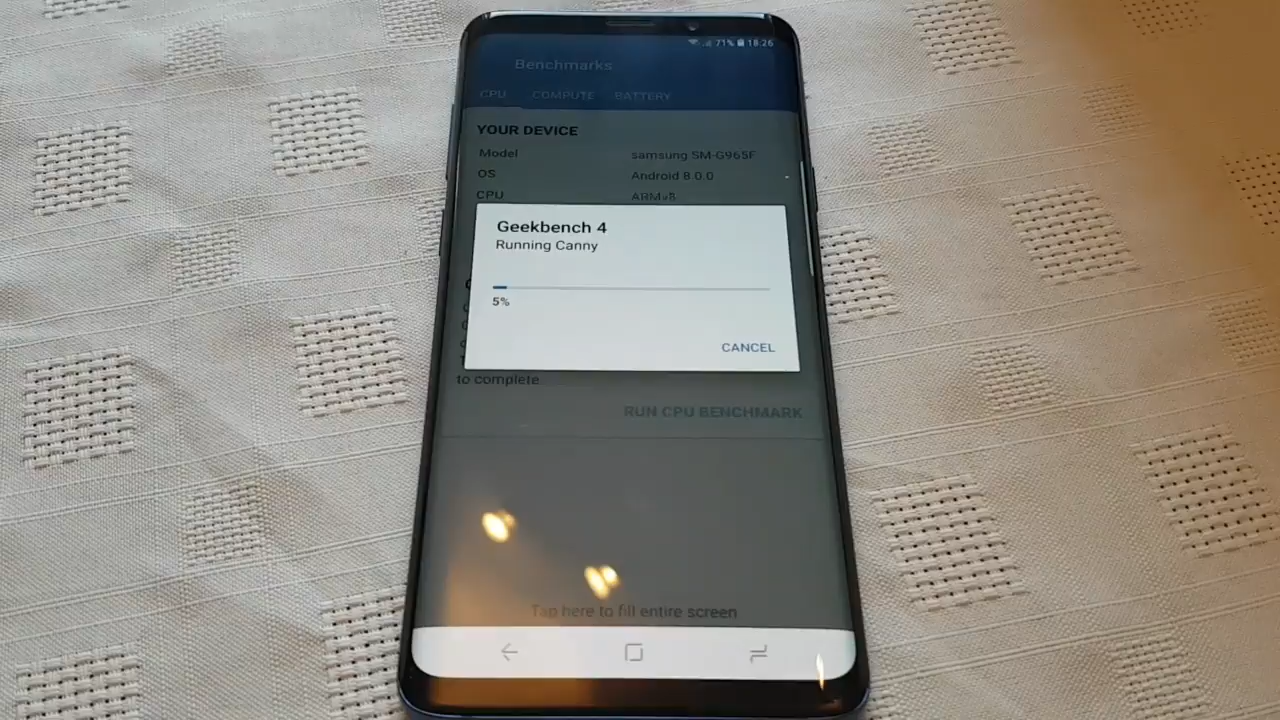 71% 18:26
Benchmarks
CPU COMPUTE BATTERY
YOUR DEVICE
Model samsung SM-G965F
OS Android 8.0.0
CPU ARMv8
Geekbench 4
Running Canny
5%
CANCEL
to complete.
RUN CPU BENCHMARK
Tap here to fill entire screen